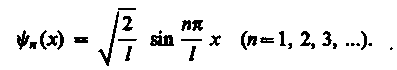 ψₙ(x) = √(2/l) sin (nπ/l) x (n=1, 2, 3, ...).